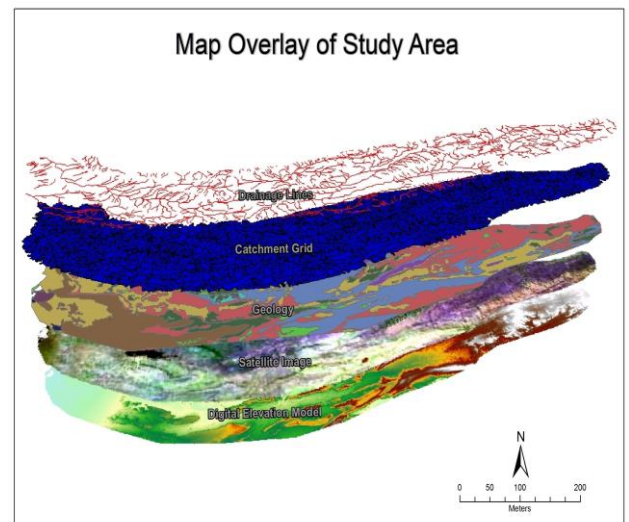 Map Overlay of Study Area
Drainage Lines
Catchment Grid
Geology
Satellite Image
Digital Elevation Model
N
0 50 100 200
Meters